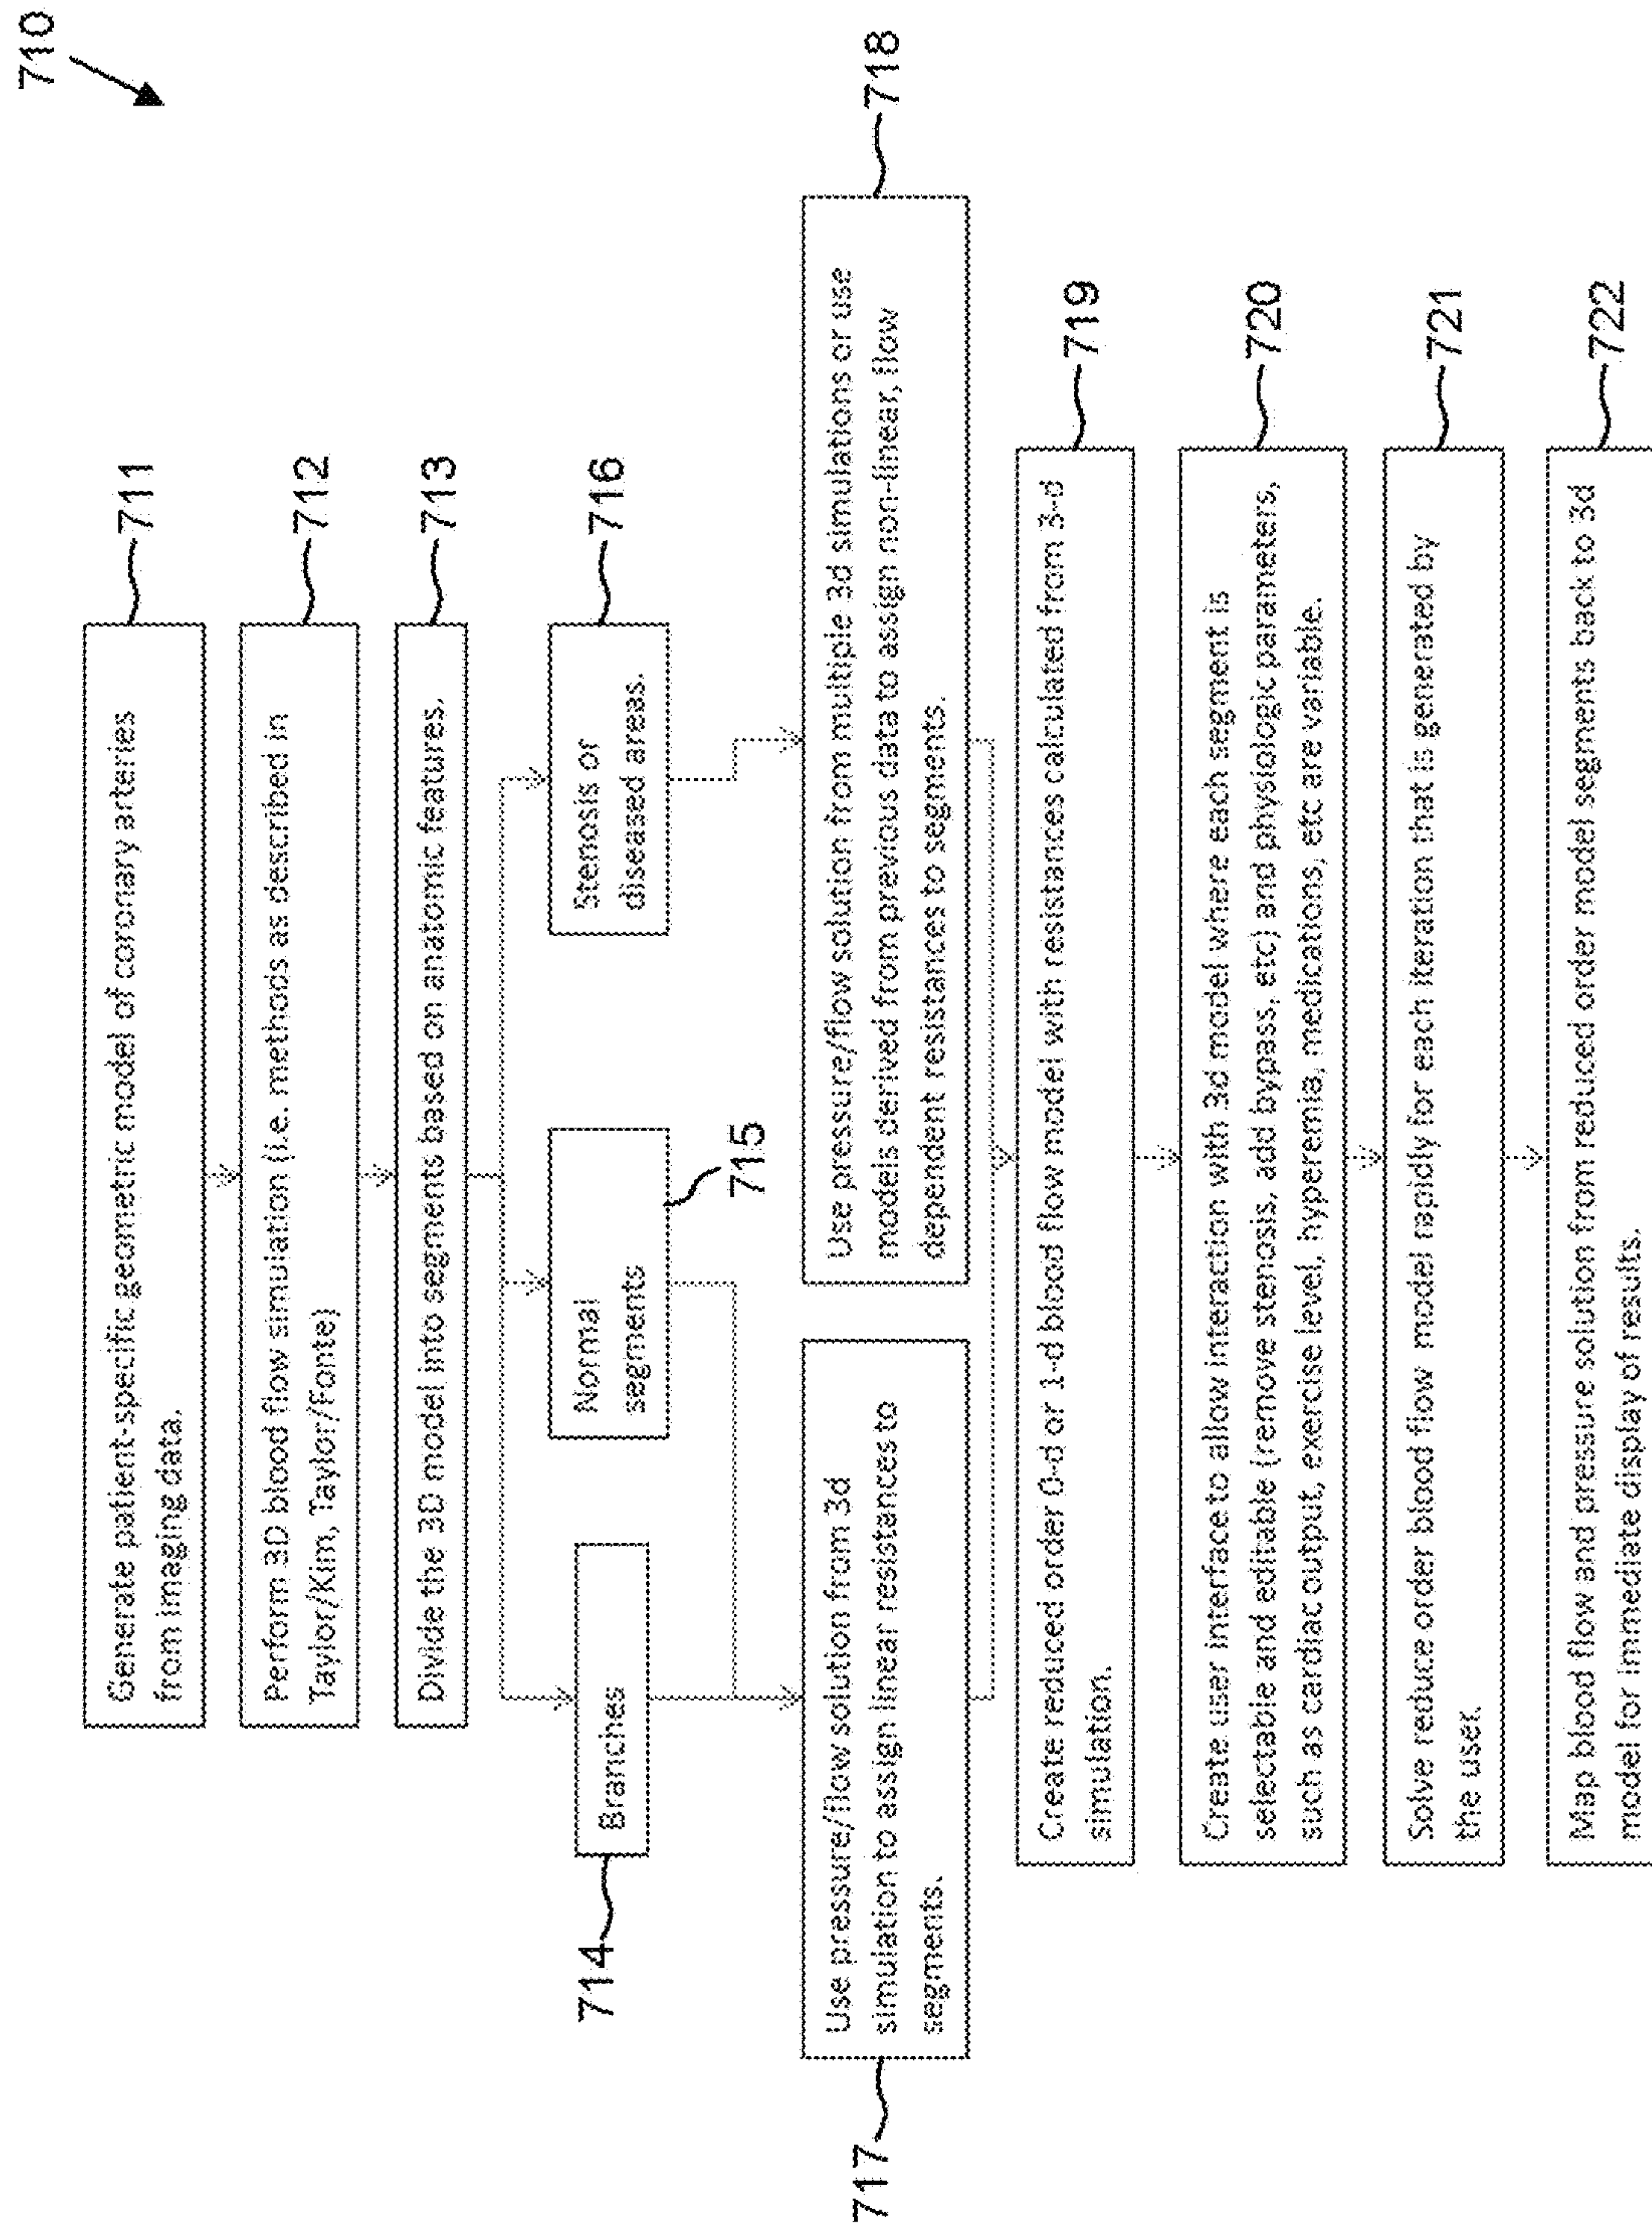 710
Generate patient-specific geometric model of coronary arteries
from imaging data.
711
Perform 3D blood flow simulation (i.e. methods as described in
Taylor/Kim, Taylor/Fonte)
712
Divide the 3D model into segments based on anatomic features.
713
714
Branches
Normal
segments
715
Stenosis or
diseased areas.
716
717
Use pressure/flow solution from 3d
simulation to assign linear resistances to
segments.
Use pressure/flow solution from multiple 3d simulations or use
models derived from previous data to assign non-linear, flow
dependent resistances to segments.
718
Create reduced order 0-d or 1-d blood flow model with resistances calculated from 3-d
simulation.
719
Create user interface to allow interaction with 3d model where each segment is
selectable and editable (remove stenosis, add bypass, etc) and physiologic parameters,
such as cardiac output, exercise level, hyperemia, medications, etc are variable.
720
Solve reduce order blood flow model rapidly for each iteration that is generated by
the user.
721
Map blood flow and pressure solution from reduced order model segments back to 3d
model for immediate display of results.
722